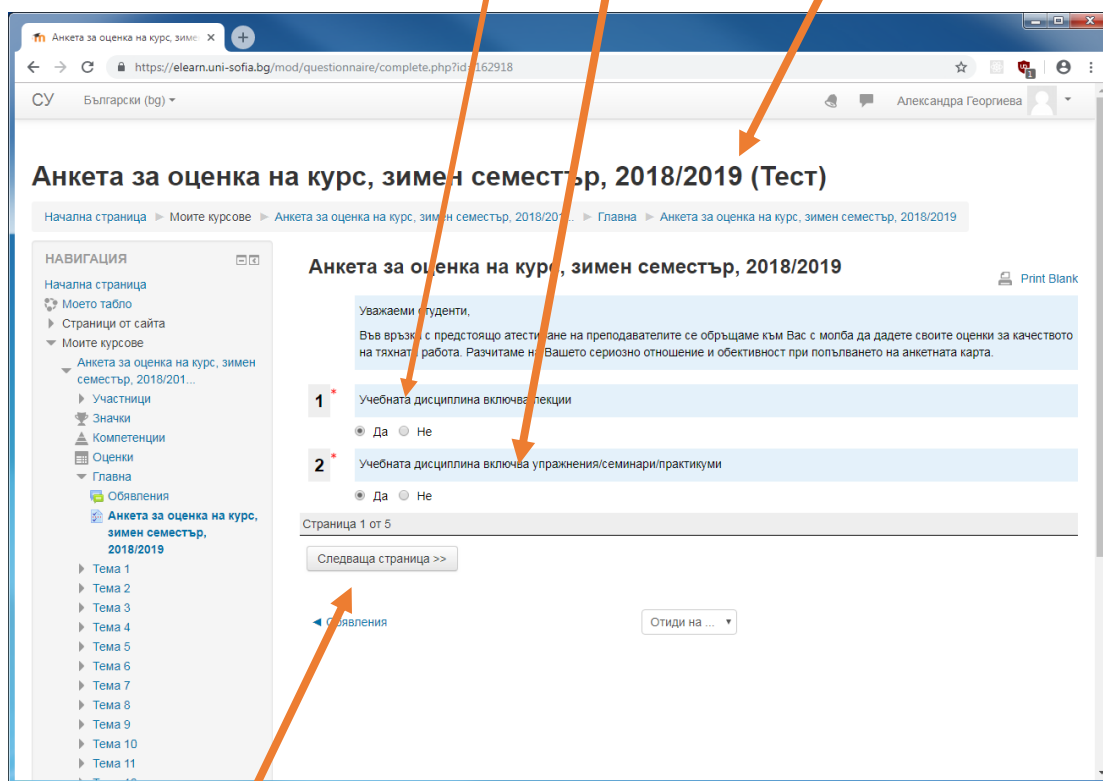 Анкета за оценка на курс, зиме
https://elearn.uni-sofia.bg/mod/questionnaire/complete.php?id=162918
1
СУ Български (bg) Александра Георгиева
Анкета за оценка на курс, зимен семестър, 2018/2019 (Тест)
Начална страница Моите курсове Анкета за оценка на курс, зимен семестър, 2018/201... Главна Анкета за оценка на курс, зимен семестър, 2018/2019
НАВИГАЦИЯ
Начална страница
Моето табло
Страници от сайта
Моите курсове
Анкета за оценка на курс, зимен
семестър, 2018/201...
Участници
Значки
Компетенции
Оценки
Главна
Обявления
Анкета за оценка на курс,
зимен семестър,
2018/2019
Тема 1
Тема 2
Тема 3
Тема 4
Тема 5
Тема 6
Тема 7
Тема 8
Тема 9
Тема 10
Тема 11
Анкета за оценка на курс, зимен семестър, 2018/2019
Print Blank
Уважаеми студенти,
Във връзка с предстоящо атестиране на преподавателите се обръщаме към Вас с молба да дадете своите оценки за качеството
на тяхната работа. Разчитаме на Вашето сериозно отношение и обективност при попълването на анкетната карта.
1 * Учебната дисциплина включва лекции
Да Не
2 * Учебната дисциплина включва упражнения/семинари/практикуми
Да Не
Страница 1 от 5
Следваща страница >>
◄ Обявления Отиди на ...